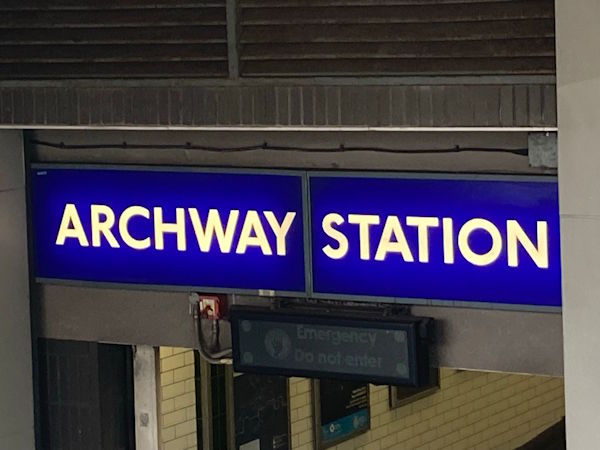 ARCHWAY STATION
Emergency
Do not enter